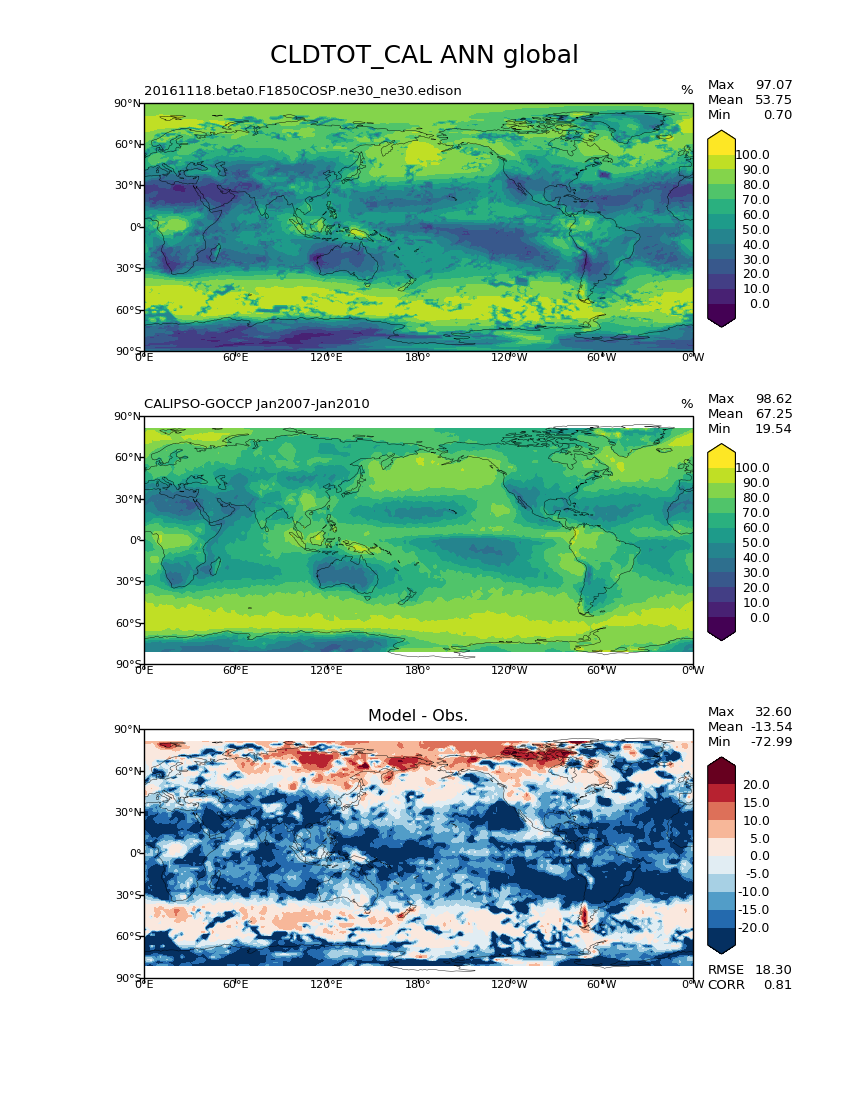 CLDTOT_CAL ANN global
20161118.beta0.F1850COSP.ne30_ne30.edison %
Max 97.07
Mean 53.75
Min 0.70
90°N
60°N
30°N
0°
30°S
60°S
90°S
0°E 60°E 120°E 180° 120°W 60°W 0°W
100.0
90.0
80.0
70.0
60.0
50.0
40.0
30.0
20.0
10.0
0.0
CALIPSO-GOCCP Jan2007-Jan2010 %
Max 98.62
Mean 67.25
Min 19.54
90°N
60°N
30°N
0°
30°S
60°S
90°S
0°E 60°E 120°E 180° 120°W 60°W 0°W
100.0
90.0
80.0
70.0
60.0
50.0
40.0
30.0
20.0
10.0
0.0
Model - Obs.
Max 32.60
Mean -13.54
Min -72.99
90°N
60°N
30°N
0°
30°S
60°S
90°S
0°E 60°E 120°E 180° 120°W 60°W 0°W
20.0
15.0
10.0
5.0
0.0
-5.0
-10.0
-15.0
-20.0
RMSE 18.30
CORR 0.81